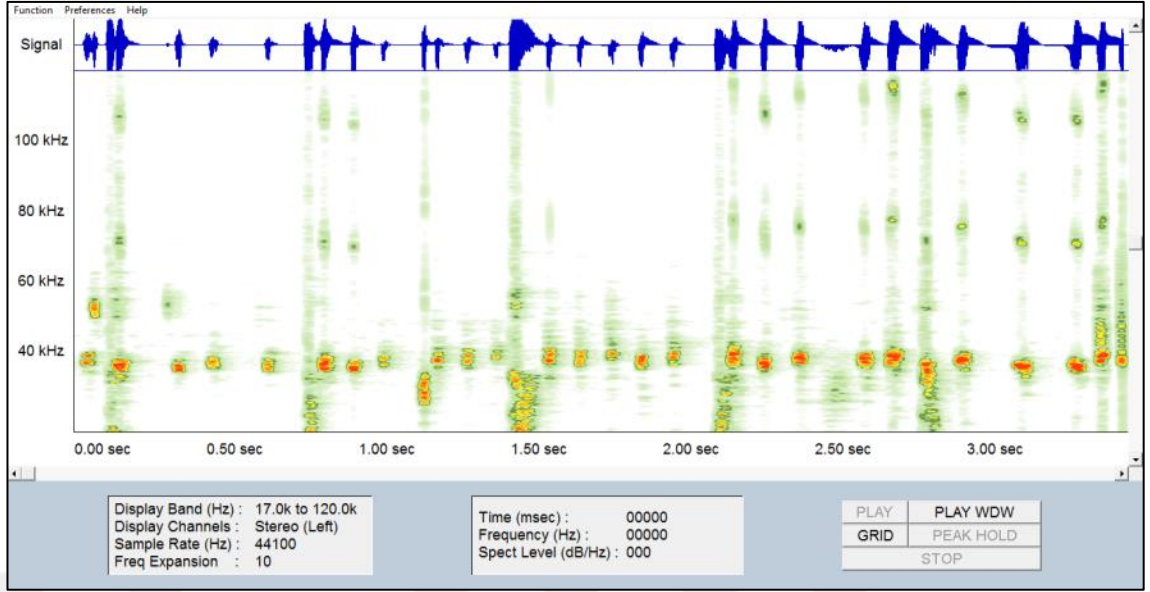 Function Preferences Help
Signal
100 kHz
80 kHz
60 kHz
40 kHz
0.00 sec 0.50 sec 1.00 sec 1.50 sec 2.00 sec 2.50 sec 3.00 sec
Display Band (Hz) : 17.0k to 120.0k
Display Channels : Stereo (Left)
Sample Rate (Hz) : 44100
Freq Expansion : 10
Time (msec) : 00000
Frequency (Hz) : 00000
Spect Level (dB/Hz) : 000
PLAY PLAY WDW
GRID PEAK HOLD
STOP